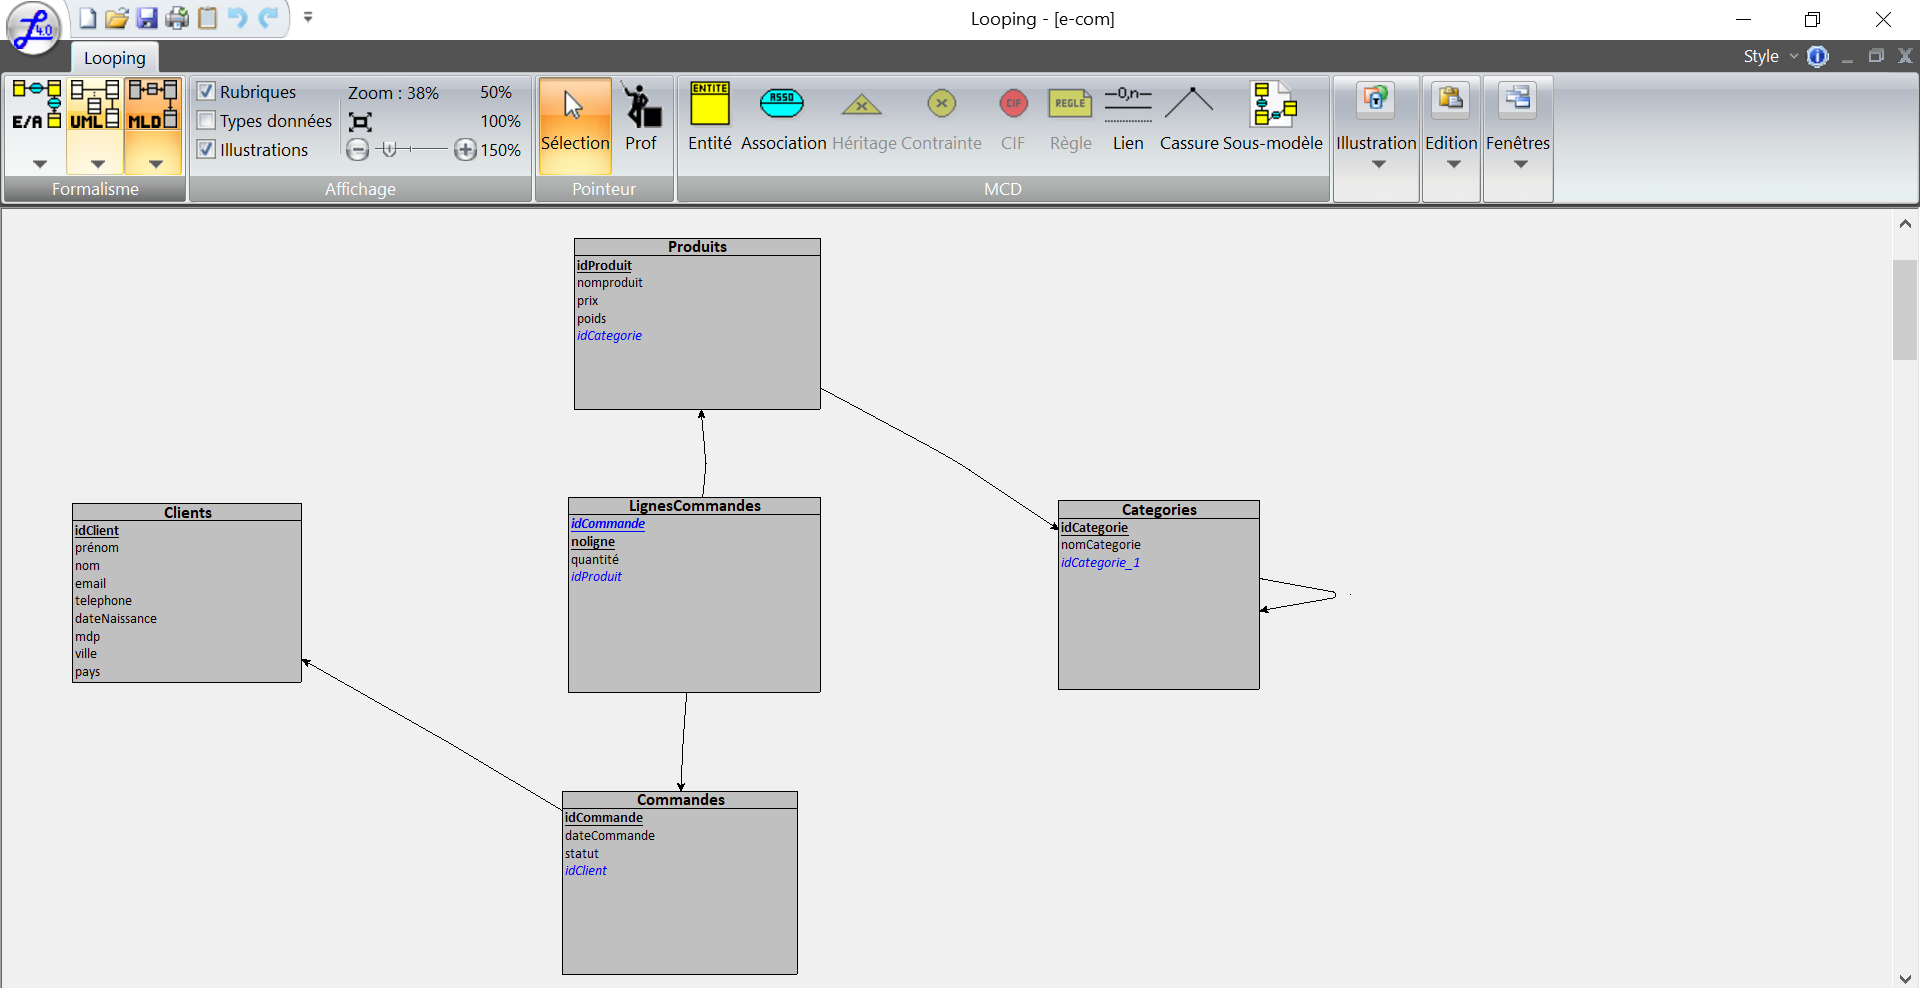 Looping - [e-com]
4.0
Looping
Style
E/A
UML
MLD
Formalisme
Rubriques
Types données
Illustrations
Zoom : 38%
50%
100%
150%
Affichage
Sélection
Prof
Pointeur
ENTITE
Entité
ASSO
Association
Héritage
Contrainte
CIF
CIF
REGLE
Règle
0,n
Lien
Cassure
Sous-modèle
MCD
Illustration
Edition
Fenêtres
Produits
idProduit
nomproduit
prix
poids
idCategorie
Clients
idClient
prénom
nom
email
telephone
dateNaissance
mdp
ville
pays
LignesCommandes
idCommande
noligne
quantité
idProduit
Categories
idCategorie
nomCategorie
idCategorie_1
Commandes
idCommande
dateCommande
statut
idClient